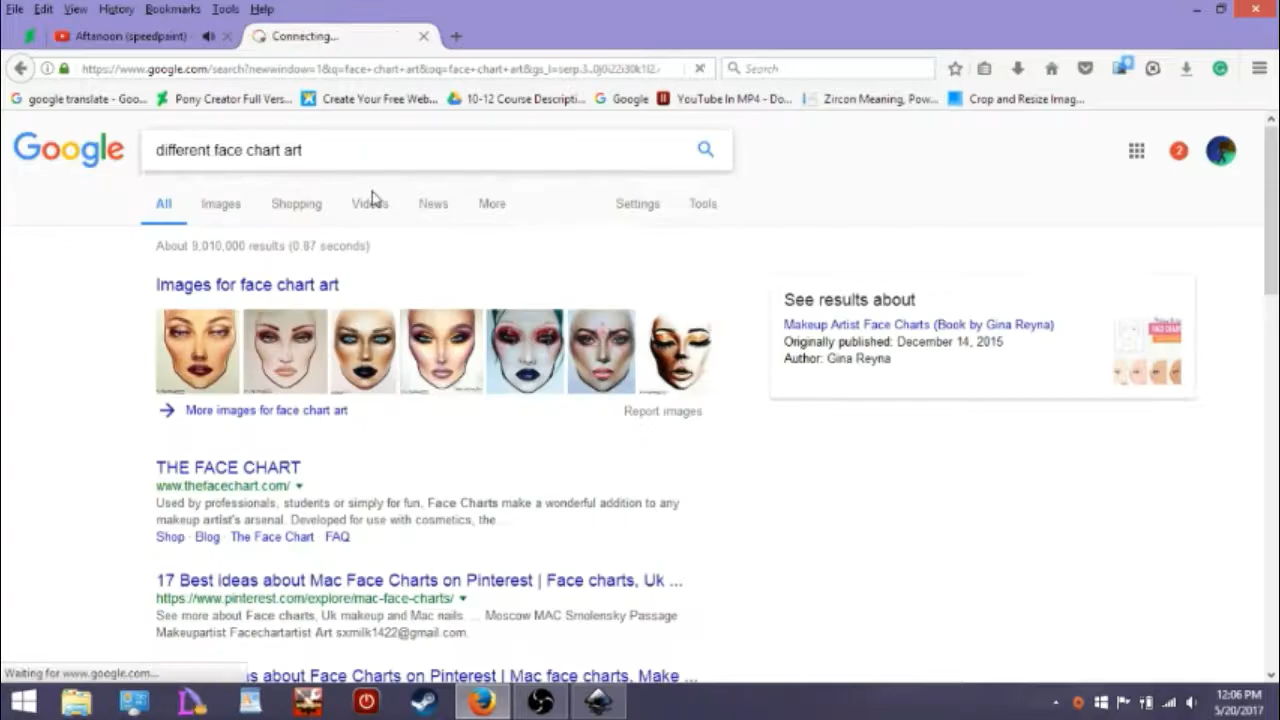 File Edit View History Bookmarks Tools Help
Aftanoon (speedpaint)
Connecting...
https://www.google.com/search?newwindow=1&q=face+chart+art&oq=face+chart+art&gs_l=serp.3..0j0i22i30k1l2.
Search
google translate - Goo...
Pony Creator Full Vers...
Create Your Free Web...
10-12 Course Descripti...
Google
YouTube In MP4 - Do...
Zircon Meaning, Pow...
Crop and Resize Imag...
Google
different face chart art
2
All Images Shopping Videos News More Settings Tools
About 9,010,000 results (0.87 seconds)
Images for face chart art
More images for face chart art
Report images
See results about
Makeup Artist Face Charts (Book by Gina Reyna)
Originally published: December 14, 2015
Author: Gina Reyna
THE FACE CHART
www.thefacechart.com/
Used by professionals, students or simply for fun, Face Charts make a wonderful addition to any
makeup artist's arsenal. Developed for use with cosmetics, the ...
Shop · Blog · The Face Chart · FAQ
17 Best ideas about Mac Face Charts on Pinterest | Face charts, Uk ...
https://www.pinterest.com/explore/mac-face-charts/
See more about Face charts, Uk makeup and Mac nails. ... Moscow MAC Smolensky Passage
Makeupartist Facechartartist Art sxmilk1422@gmail.com.
s about Face Charts on Pinterest | Mac face charts, Make ...
Waiting for www.google.com...
12:06 PM
5/20/2017